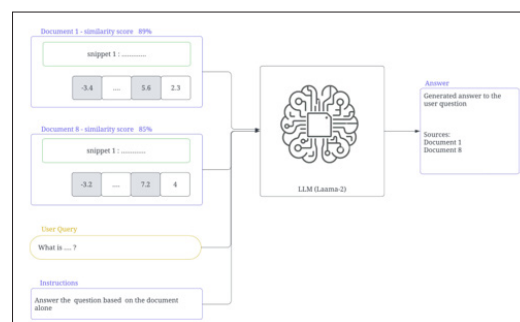 Document 1 - similarity score 89%
snippet 1 : .............
-3.4 .... 5.6 2.3
Document 8 - similarity score 85%
snippet 1 : .............
-3.2 .... 7.2 4
User Query
What is .... ?
Instructions
Answer the question based on the document
alone
LLM (Laama-2)
Answer
Generated answer to the
user question
Sources:
Document 1
Document 8